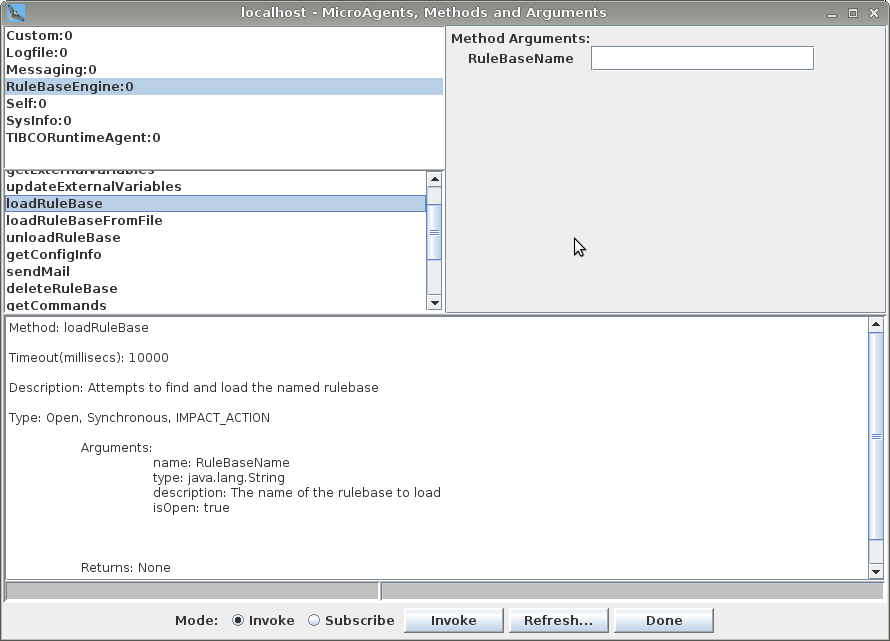 localhost - MicroAgents, Methods and Arguments
Custom:0
Logfile:0
Messaging:0
RuleBaseEngine:0
Self:0
SysInfo:0
TIBCORuntimeAgent:0
Method Arguments:
RuleBaseName
getExternalVariables
updateExternalVariables
loadRuleBase
loadRuleBaseFromFile
unloadRuleBase
getConfigInfo
sendMail
deleteRuleBase
getCommands
Method: loadRuleBase
Timeout(millisecs): 10000
Description: Attempts to find and load the named rulebase
Type: Open, Synchronous, IMPACT_ACTION
Arguments:
name: RuleBaseName
type: java.lang.String
description: The name of the rulebase to load
isOpen: true
Returns: None
Mode: Invoke Subscribe Invoke Refresh... Done